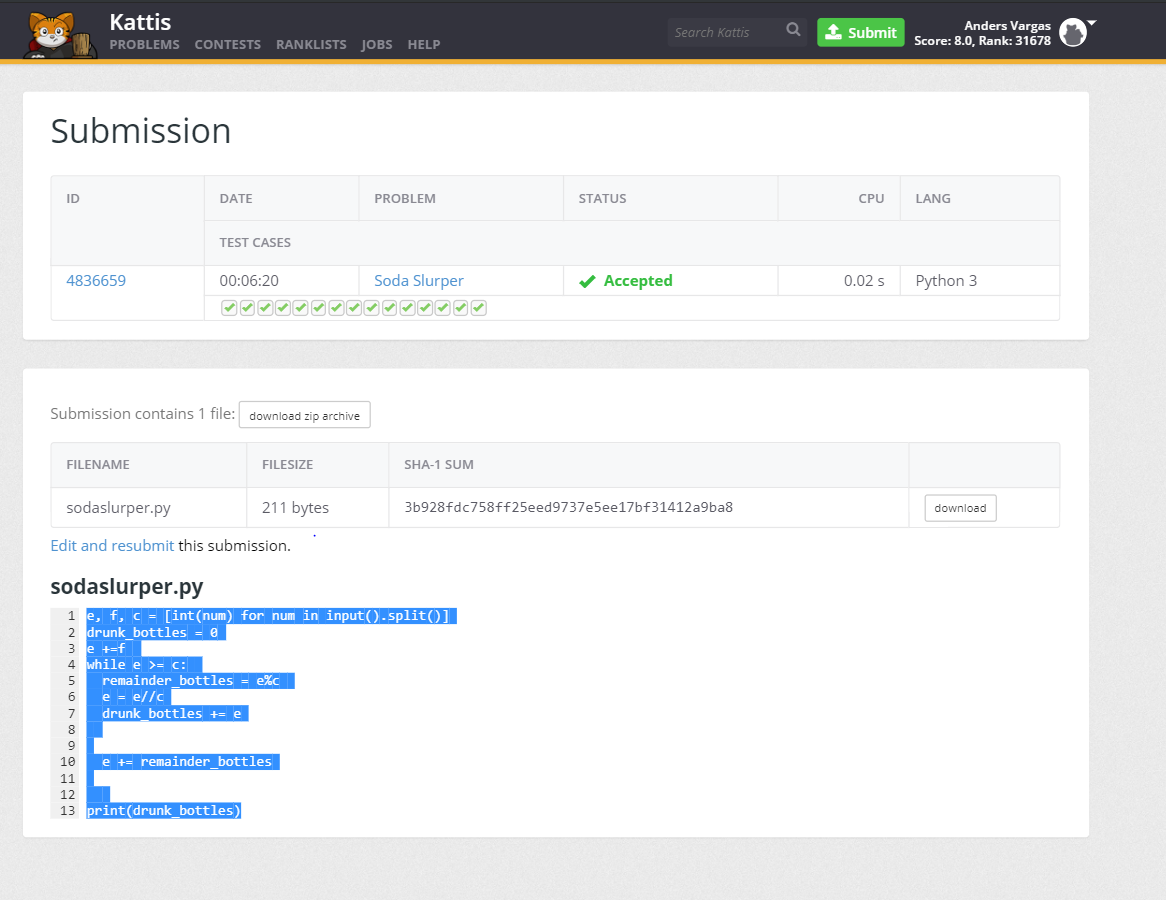 Kattis
PROBLEMS CONTESTS RANKLISTS JOBS HELP
Search Kattis
Submit
Anders Vargas
Score: 8.0, Rank: 31678
Submission
ID DATE PROBLEM STATUS CPU LANG
TEST CASES
4836659 00:06:20 Soda Slurper Accepted 0.02 s Python 3
Submission contains 1 file: download zip archive
FILENAME FILESIZE SHA-1 SUM
sodaslurper.py 211 bytes 3b928fdc758ff25eed9737e5ee17bf31412a9ba8 download
Edit and resubmit this submission.
sodaslurper.py
1 e, f, c = [int(num) for num in input().split()]
2 drunk_bottles = 0
3 e +=f
4 while e >= c:
5   remainder_bottles = e%c
6   e = e//c
7   drunk_bottles += e
8
9
10   e += remainder_bottles
11
12
13 print(drunk_bottles)